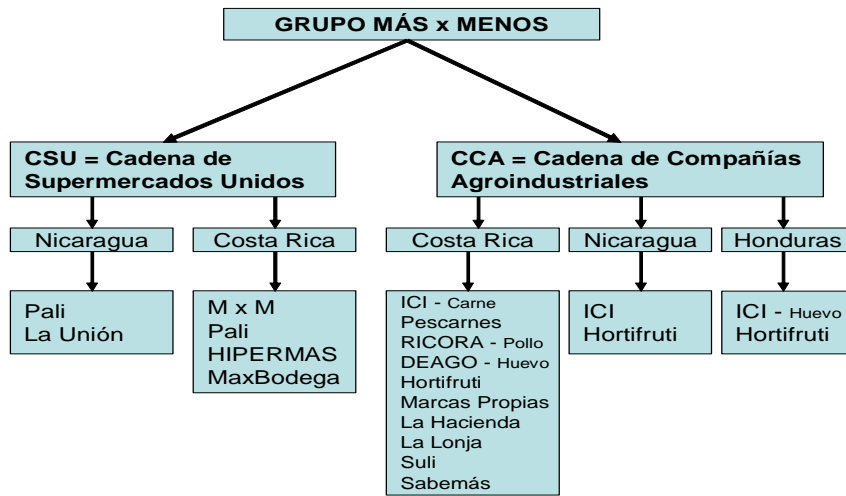 GRUPO MÁS x MENOS
CSU = Cadena de
Supermercados Unidos
CCA = Cadena de Compañías
Agroindustriales
Nicaragua
Costa Rica
Costa Rica
Nicaragua
Honduras
Pali
La Unión
M x M
Pali
HIPERMAS
MaxBodega
ICI - Carne
Pescarnes
RICORA - Pollo
DEAGO - Huevo
Hortifruti
Marcas Propias
La Hacienda
La Lonja
Suli
Sabemás
ICI
Hortifruti
ICI - Huevo
Hortifruti